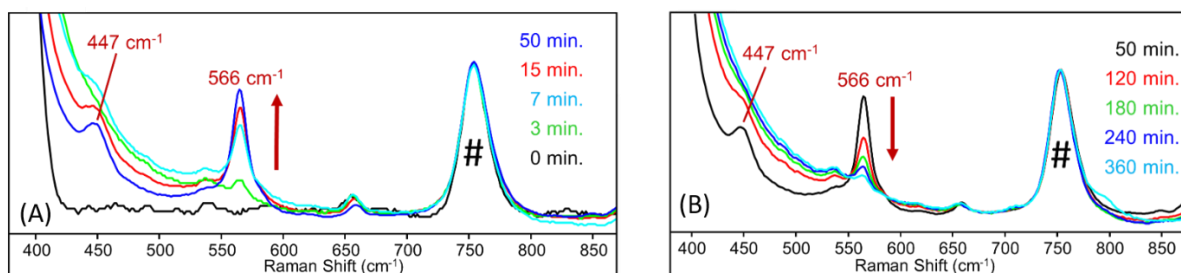 447 cm-1
566 cm-1
50 min.
15 min.
7 min.
3 min.
0 min.
#
(A)
400 450 500 550 600 650 700 750 800 850
Raman Shift (cm-1)
447 cm-1
566 cm-1
50 min.
120 min.
180 min.
240 min.
360 min.
#
(B)
400 450 500 550 600 650 700 750 800 850
Raman Shift (cm-1)